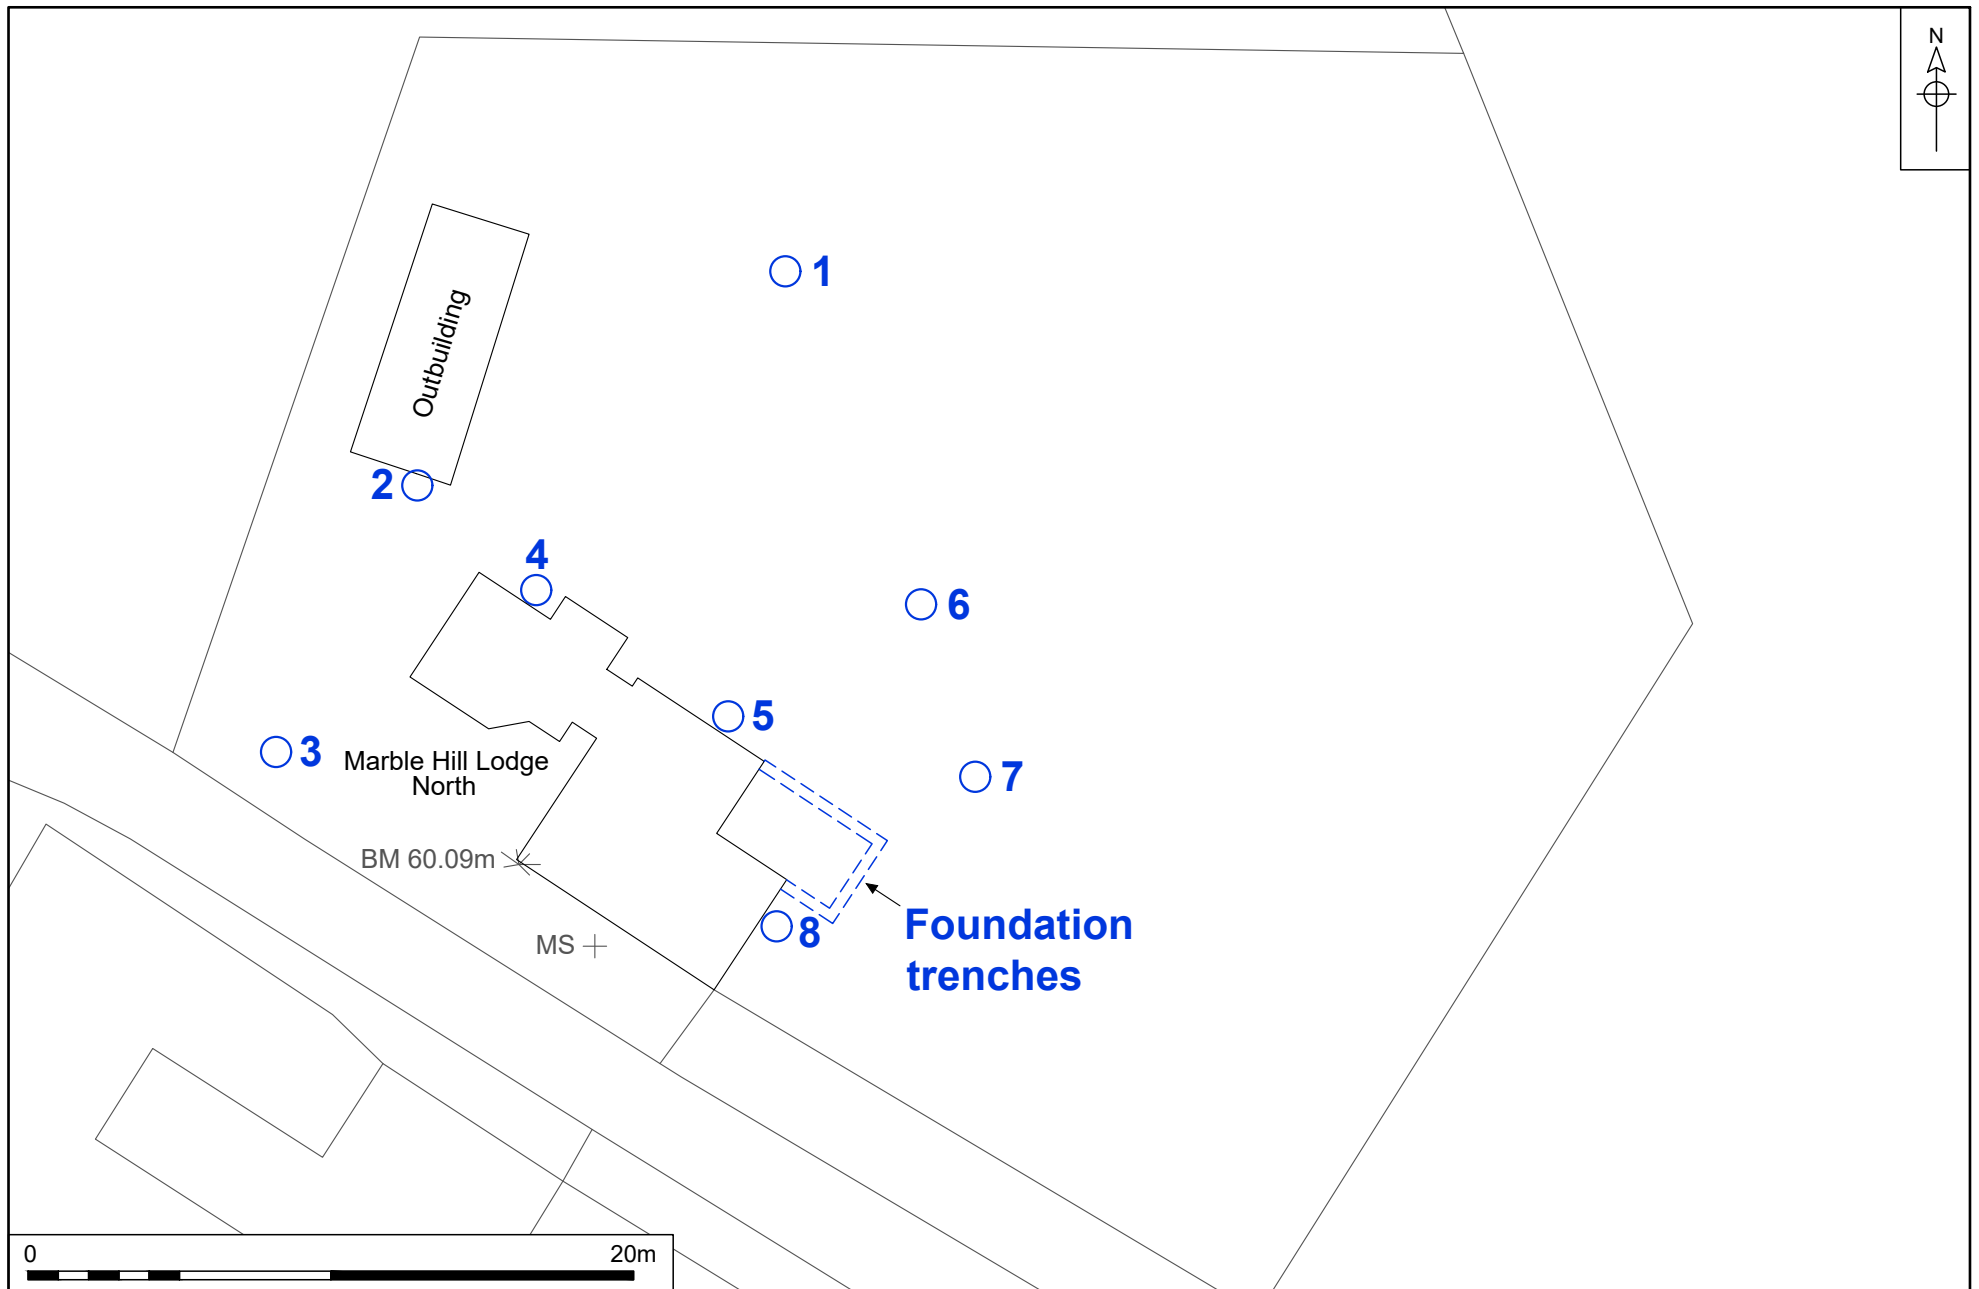 N
1
Outbuilding
2
4
6
5
3
Marble Hill Lodge
North
7
BM 60.09m
MS
8
Foundation
trenches
0
20m